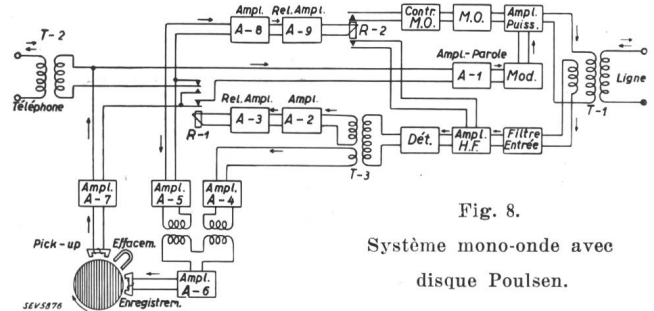 T-2
Téléphone
Ampl.
A-8
Rel. Ampl.
A-9
R-2
Contr.
M.O.
M.O.
Ampl.
Puiss.
Ampl.-Parole
A-1
Mod.
Ligne
T-1
R-1
Rel. Ampl.
A-3
Ampl.
A-2
T-3
Dét.
Ampl.
H.F.
Filtre
Entrée
Ampl.
A-7
Ampl.
A-5
Ampl.
A-4
Pick-up
Effacem.
Ampl.
A-6
Enregistrem.
SEV5876
Fig. 8.
Système mono-onde avec
disque Poulsen.